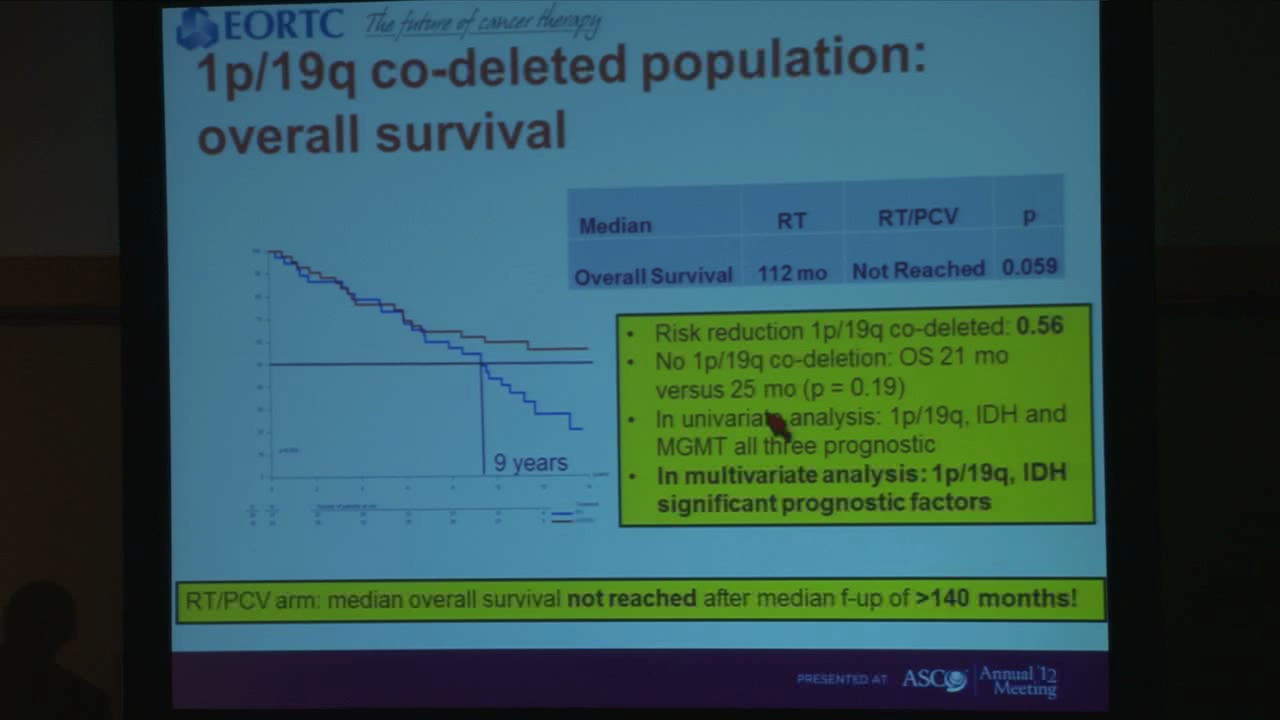 EORTC The future of cancer therapy
1p/19q co-deleted population:
overall survival
Median RT RT/PCV p
Overall Survival 112 mo Not Reached 0.059
• Risk reduction 1p/19q co-deleted: 0.56
• No 1p/19q co-deletion: OS 21 mo
versus 25 mo (p = 0.19)
• In univariate analysis: 1p/19q, IDH and
MGMT all three prognostic
• In multivariate analysis: 1p/19q, IDH
significant prognostic factors
9 years
RT/PCV arm: median overall survival not reached after median f-up of >140 months!
PRESENTED AT ASCO Annual '12
Meeting